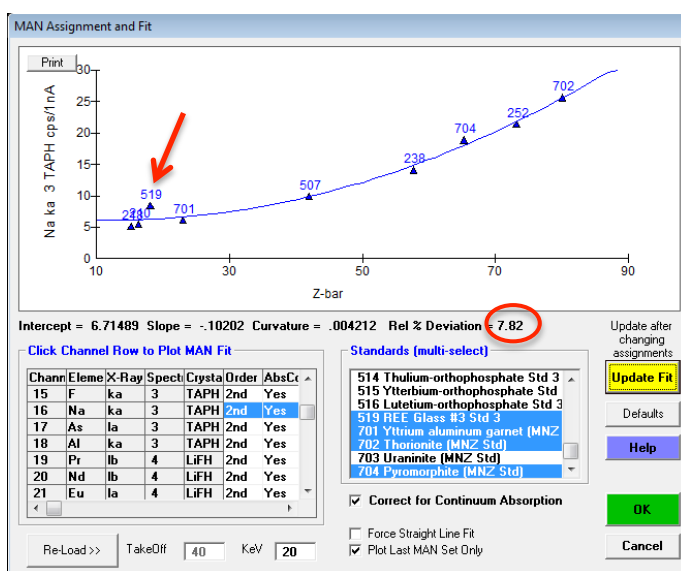 MAN Assignment and Fit
Print
Na ka 3 TAPH cps/1nA
30
25
20
15
10
5
0
519
701
507
238
704
252
702
10 30 50 70 90
Z-bar
Intercept = 6.71489 Slope = -.10202 Curvature = .004212 Rel % Deviation = 7.82
Click Channel Row to Plot MAN Fit
Chann Eleme X-Ray Spectr Crysta Order AbsCo
15 F ka 3 TAPH 2nd Yes
16 Na ka 3 TAPH 2nd Yes
17 As la 3 TAPH 2nd Yes
18 Al ka 3 TAPH 2nd Yes
19 Pr lb 4 LiFH 2nd Yes
20 Nd lb 4 LiFH 2nd Yes
21 Eu la 4 LiFH 2nd Yes
Re-Load >>
TakeOff 40 KeV 20
Standards (multi-select)
514 Thulium-orthophosphate Std 3
515 Ytterbium-orthophosphate Std
516 Lutetium-orthophosphate Std 3
519 REE Glass #3 Std 3
701 Yttrium aluminum garnet (MNZ
702 Thorionite (MNZ Std)
703 Uraninite (MNZ Std)
704 Pyromorphite (MNZ Std)
Correct for Continuum Absorption
Force Straight Line Fit
Plot Last MAN Set Only
Update after
changing
assignments
Update Fit
Defaults
Help
OK
Cancel